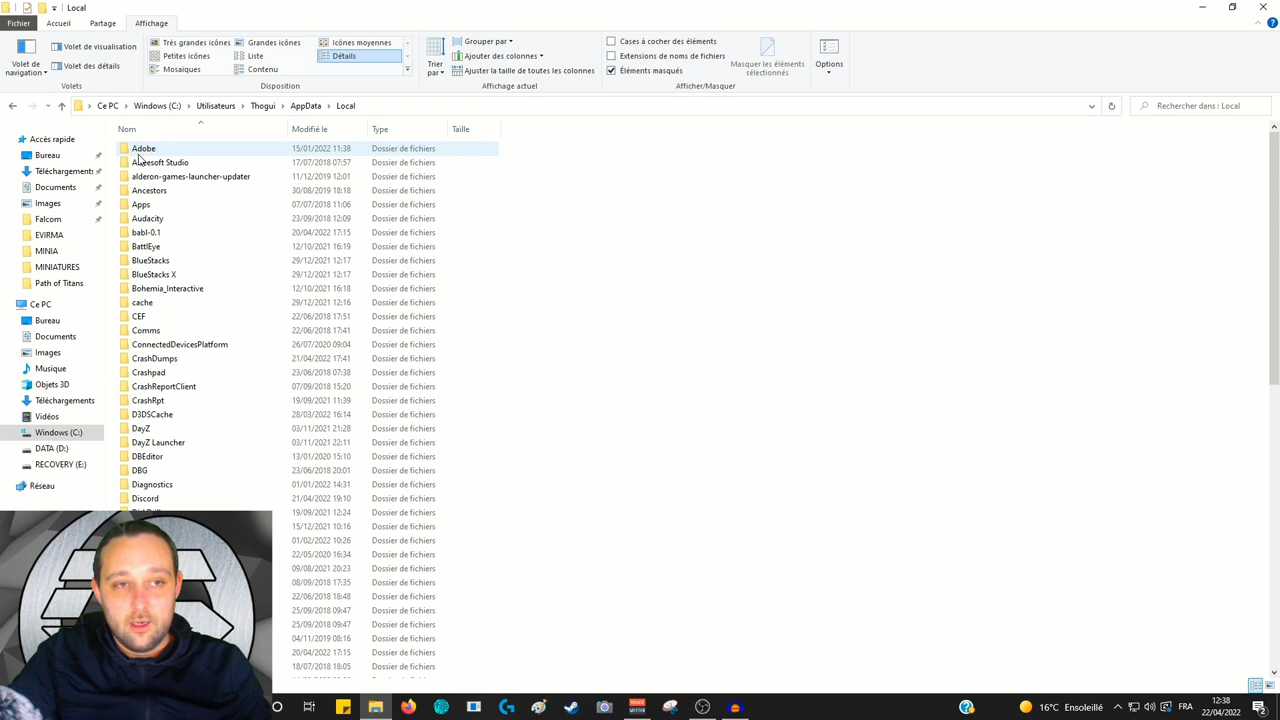 Local
Fichier Accueil Partage Affichage
Volet de navigation
Volet de visualisation
Volet des détails
Volets
Très grandes icônes Grandes icônes Icônes moyennes
Petites icônes Liste Détails
Mosaïques Contenu
Disposition
Trier par
Grouper par
Ajouter des colonnes
Ajuster la taille de toutes les colonnes
Affichage actuel
Cases à cocher des éléments
Extensions de noms de fichiers
Éléments masqués
Masquer les éléments sélectionnés
Afficher/Masquer
Options
Ce PC > Windows (C:) > Utilisateurs > Thogui > AppData > Local
Rechercher dans : Local
Accès rapide
Bureau
Téléchargements
Documents
Images
Falcom
EVIRMA
MINIA
MINIATURES
Path of Titans
Ce PC
Bureau
Documents
Images
Musique
Objets 3D
Téléchargements
Vidéos
Windows (C:)
DATA (D:)
RECOVERY (E:)
Réseau
Nom Modifié le Type Taille
Adobe 15/01/2022 11:38 Dossier de fichiers
Studio 17/07/2018 07:57 Dossier de fichiers
alderon-games-launcher-updater 11/12/2019 12:01 Dossier de fichiers
Ancestors 30/08/2019 18:18 Dossier de fichiers
Apps 07/07/2018 11:06 Dossier de fichiers
Audacity 23/09/2018 12:09 Dossier de fichiers
babl-0.1 20/04/2022 17:15 Dossier de fichiers
BattlEye 12/10/2021 16:19 Dossier de fichiers
BlueStacks 29/12/2021 12:17 Dossier de fichiers
BlueStacks X 29/12/2021 12:17 Dossier de fichiers
Bohemia_Interactive 12/10/2021 16:18 Dossier de fichiers
cache 29/12/2021 12:16 Dossier de fichiers
CEF 22/06/2018 17:51 Dossier de fichiers
Comms 22/06/2018 17:41 Dossier de fichiers
ConnectedDevicesPlatform 26/07/2020 09:04 Dossier de fichiers
CrashDumps 21/04/2022 17:41 Dossier de fichiers
Crashpad 23/06/2018 07:38 Dossier de fichiers
CrashReportClient 07/09/2018 15:20 Dossier de fichiers
CrashRpt 19/09/2021 11:39 Dossier de fichiers
D3DSCache 28/03/2022 16:14 Dossier de fichiers
DayZ 03/11/2021 21:28 Dossier de fichiers
DayZ Launcher 03/11/2021 22:11 Dossier de fichiers
DBEditor 13/01/2020 15:10 Dossier de fichiers
DBG 23/06/2018 20:01 Dossier de fichiers
Diagnostics 01/01/2022 14:31 Dossier de fichiers
Discord 21/04/2022 19:10 Dossier de fichiers
19/09/2021 12:24 Dossier de fichiers
15/12/2021 10:16 Dossier de fichiers
01/02/2022 10:26 Dossier de fichiers
22/05/2020 16:34 Dossier de fichiers
09/08/2021 20:23 Dossier de fichiers
08/09/2018 17:35 Dossier de fichiers
22/06/2018 18:48 Dossier de fichiers
25/09/2018 09:47 Dossier de fichiers
25/09/2018 09:47 Dossier de fichiers
04/11/2019 08:16 Dossier de fichiers
20/04/2022 17:15 Dossier de fichiers
18/07/2018 18:05 Dossier de fichiers
16°C Ensoleillé FRA 12:38
22/04/2022